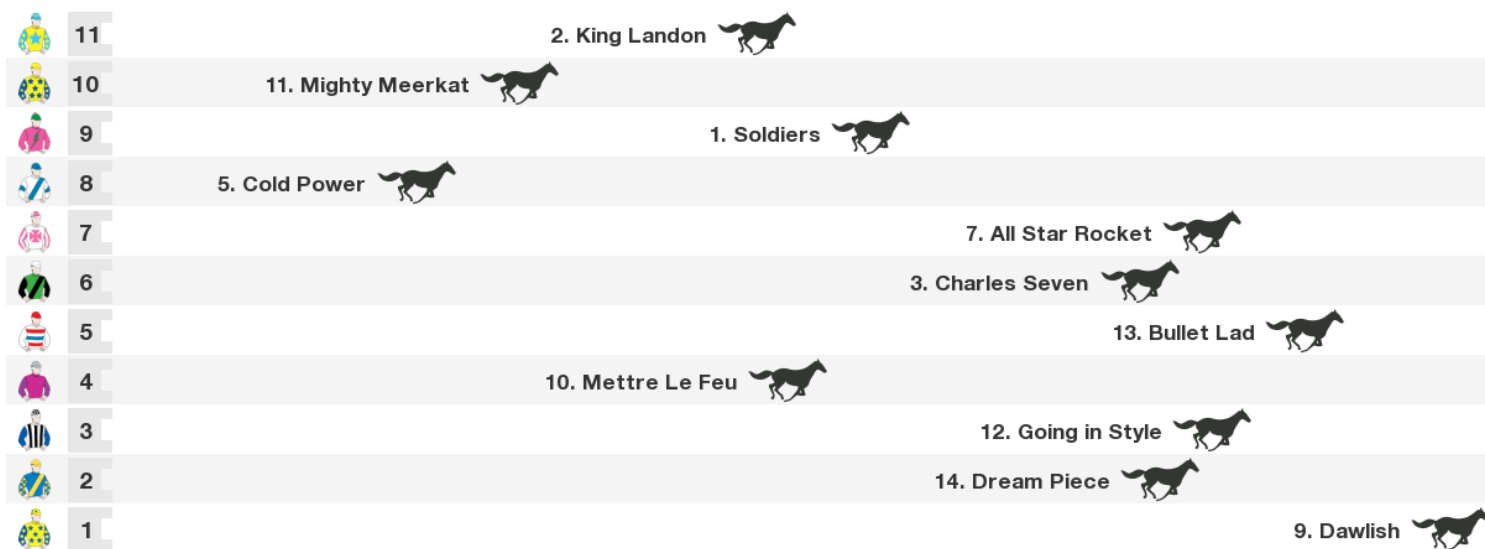 11 2. King Landon
10 11. Mighty Meerkat
9 1. Soldiers
8 5. Cold Power
7 7. All Star Rocket
6 3. Charles Seven
5 13. Bullet Lad
4 10. Mettre Le Feu
3 12. Going in Style
2 14. Dream Piece
1 9. Dawlish